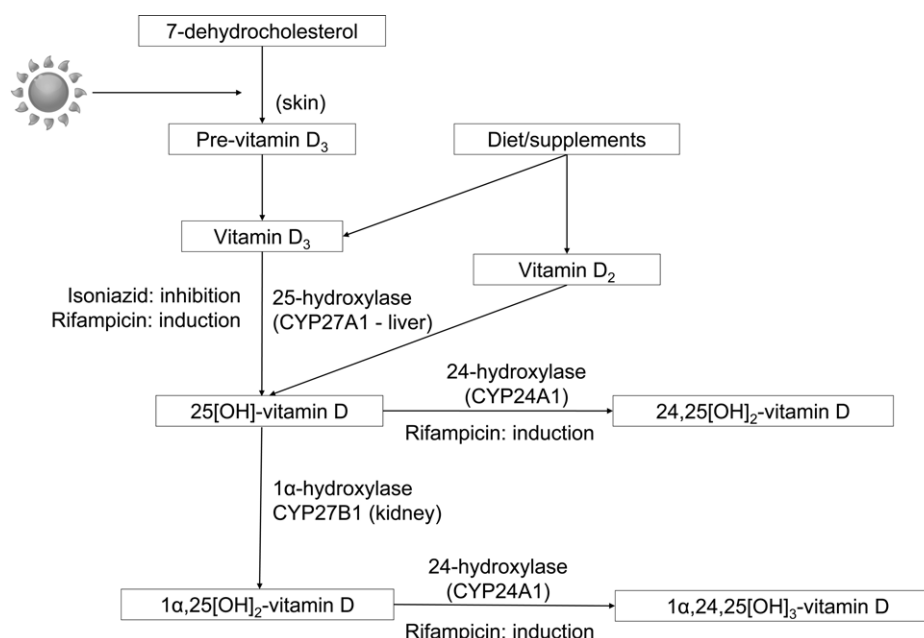 7-dehydrocholesterol
(skin)
Pre-vitamin D₃
Diet/supplements
Vitamin D₃
Vitamin D₂
Isoniazid: inhibition
Rifampicin: induction
25-hydroxylase
(CYP27A1 - liver)
24-hydroxylase
(CYP24A1)
25[OH]-vitamin D
24,25[OH]₂-vitamin D
Rifampicin: induction
1α-hydroxylase
CYP27B1 (kidney)
24-hydroxylase
(CYP24A1)
1α,25[OH]₂-vitamin D
1α,24,25[OH]₃-vitamin D
Rifampicin: induction